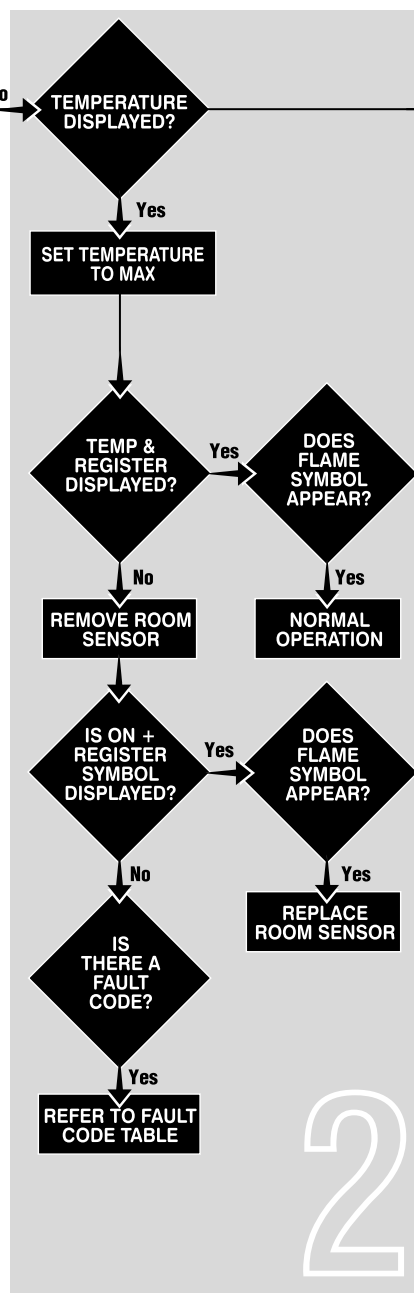 TEMPERATURE
DISPLAYED?
Yes
SET TEMPERATURE
TO MAX
TEMP &
REGISTER
DISPLAYED?
Yes
DOES
FLAME
SYMBOL
APPEAR?
No
Yes
REMOVE ROOM
SENSOR
NORMAL
OPERATION
IS ON +
REGISTER
SYMBOL
DISPLAYED?
Yes
DOES
FLAME
SYMBOL
APPEAR?
No
Yes
REPLACE
ROOM SENSOR
IS
THERE A
FAULT
CODE?
Yes
REFER TO FAULT
CODE TABLE
2